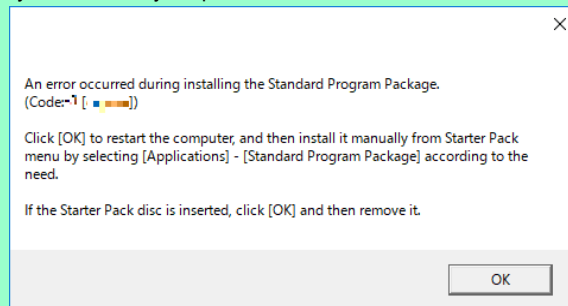 An error occurred during installing the Standard Program Package.
(Code:-1 [
])
Click [OK] to restart the computer, and then install it manually from Starter Pack
menu by selecting [Applications] - [Standard Program Package] according to the
need.
If the Starter Pack disc is inserted, click [OK] and then remove it.
OK